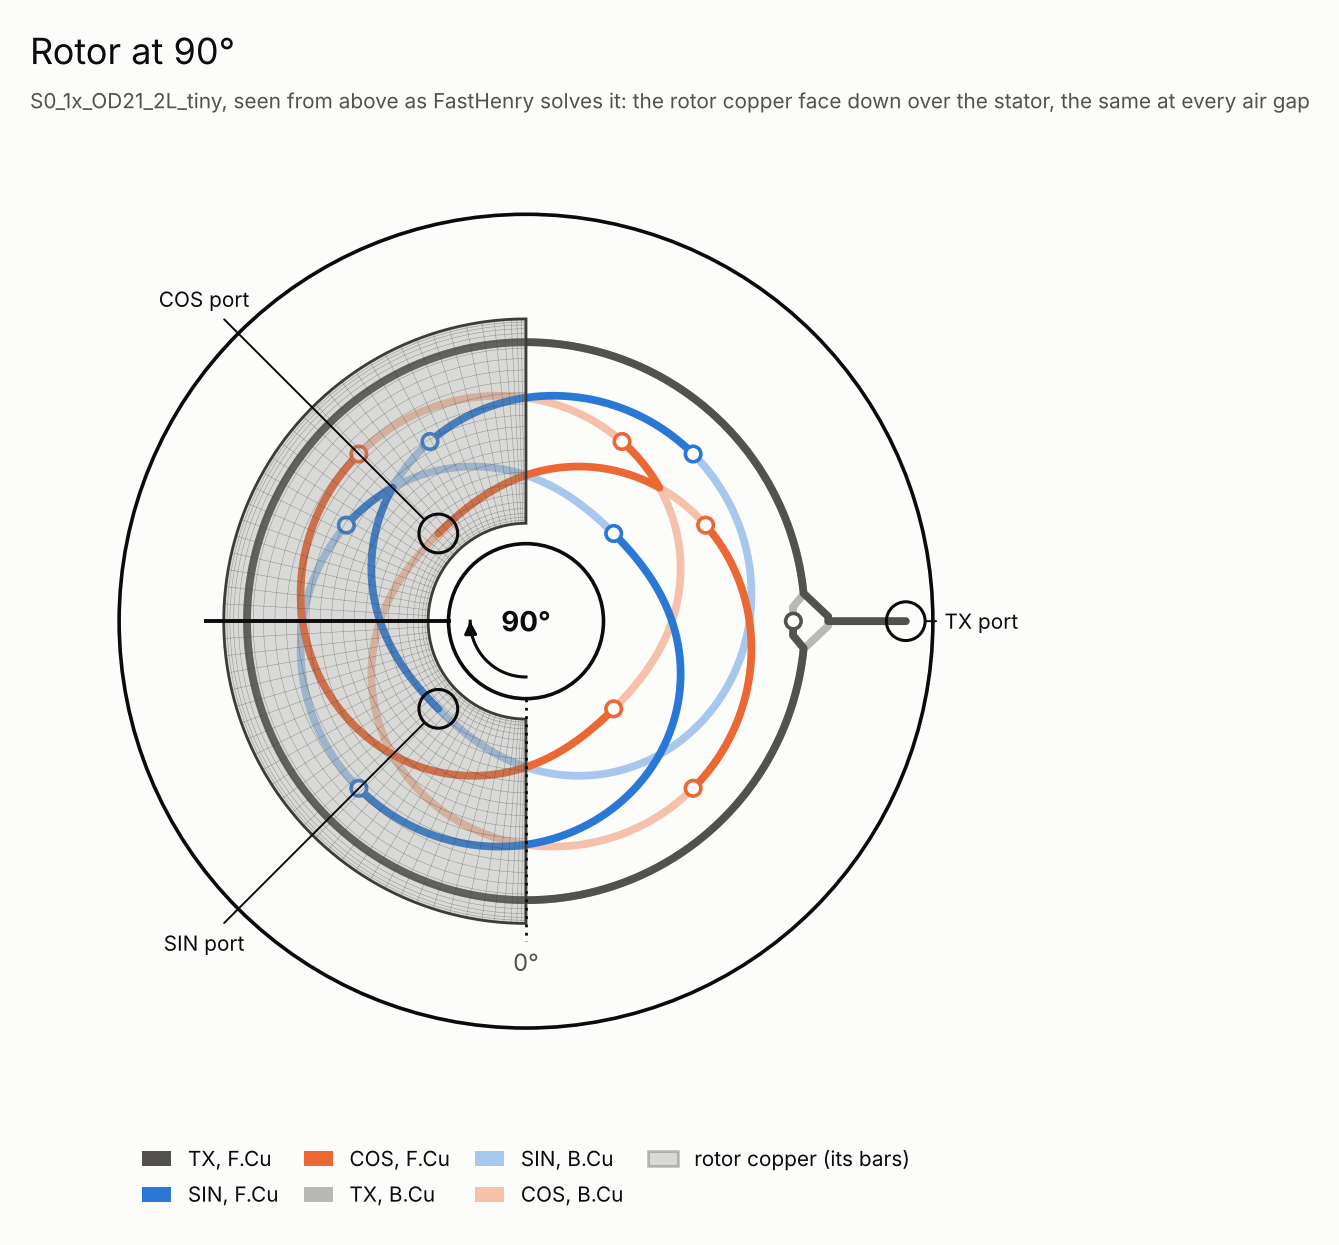 Rotor at 90°
S0_1x_OD21_2L_tiny, seen from above as FastHenry solves it: the rotor copper face down over the stator, the same at every air gap
COS port
90°
TX port
SIN port
0°
TX, F.Cu
COS, F.Cu
SIN, B.Cu
rotor copper (its bars)
SIN, F.Cu
TX, B.Cu
COS, B.Cu